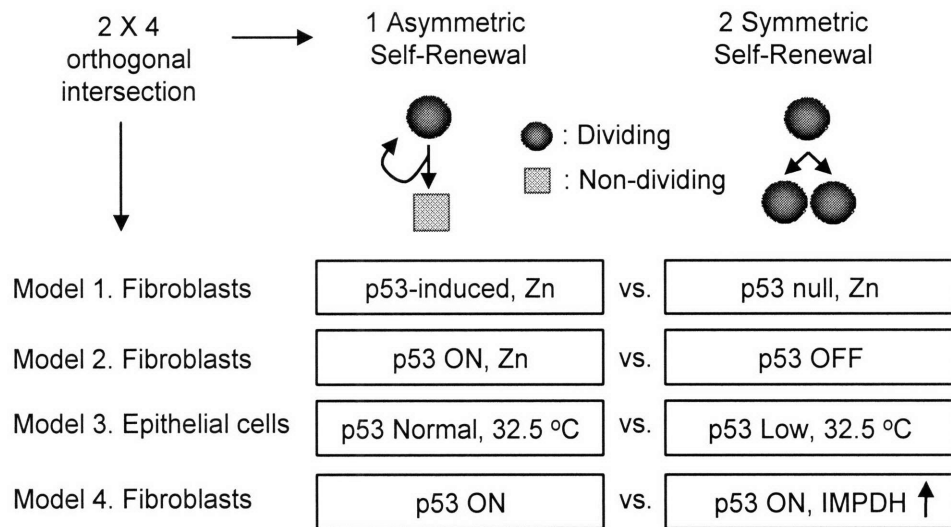 2 X 4
orthogonal
intersection
1 Asymmetric
Self-Renewal
2 Symmetric
Self-Renewal
: Dividing
: Non-dividing
Model 1. Fibroblasts
p53-induced, Zn
vs.
p53 null, Zn
Model 2. Fibroblasts
p53 ON, Zn
vs.
p53 OFF
Model 3. Epithelial cells
p53 Normal, 32.5 ºC
vs.
p53 Low, 32.5 ºC
Model 4. Fibroblasts
p53 ON
vs.
p53 ON, IMPDH